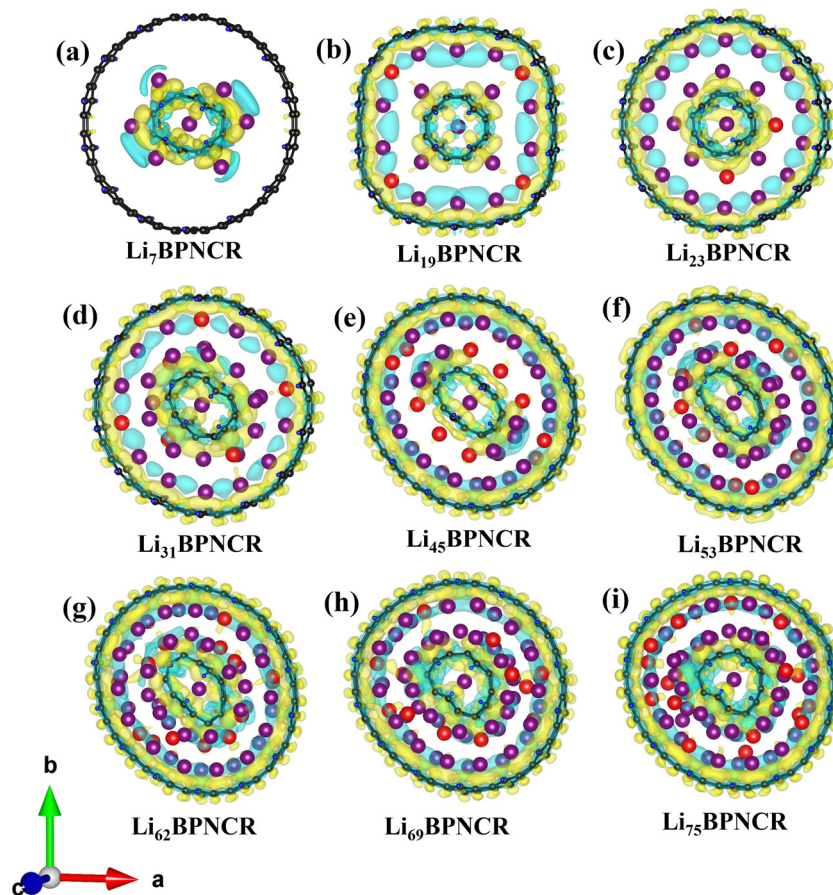 (a) (b) (c)
Li₇BPNCR Li₁₉BPNCR Li₂₃BPNCR
(d) (e) (f)
Li₃₁BPNCR Li₄₅BPNCR Li₅₃BPNCR
(g) (h) (i)
Li₆₂BPNCR Li₆₉BPNCR Li₇₅BPNCR
b
a
c